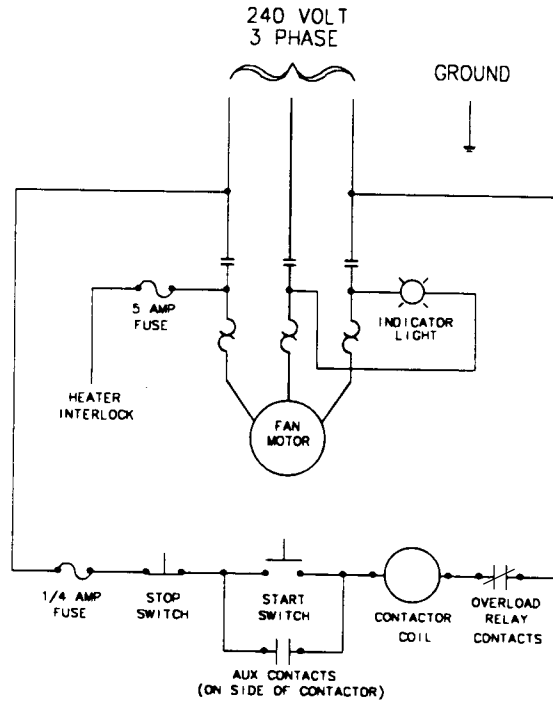 240 VOLT
3 PHASE
GROUND
5 AMP
FUSE
INDICATOR
LIGHT
HEATER
INTERLOCK
FAN
MOTOR
1/4 AMP
FUSE
STOP
SWITCH
START
SWITCH
CONTACTOR
COIL
OVERLOAD
RELAY
CONTACTS
AUX CONTACTS
(ON SIDE OF CONTACTOR)